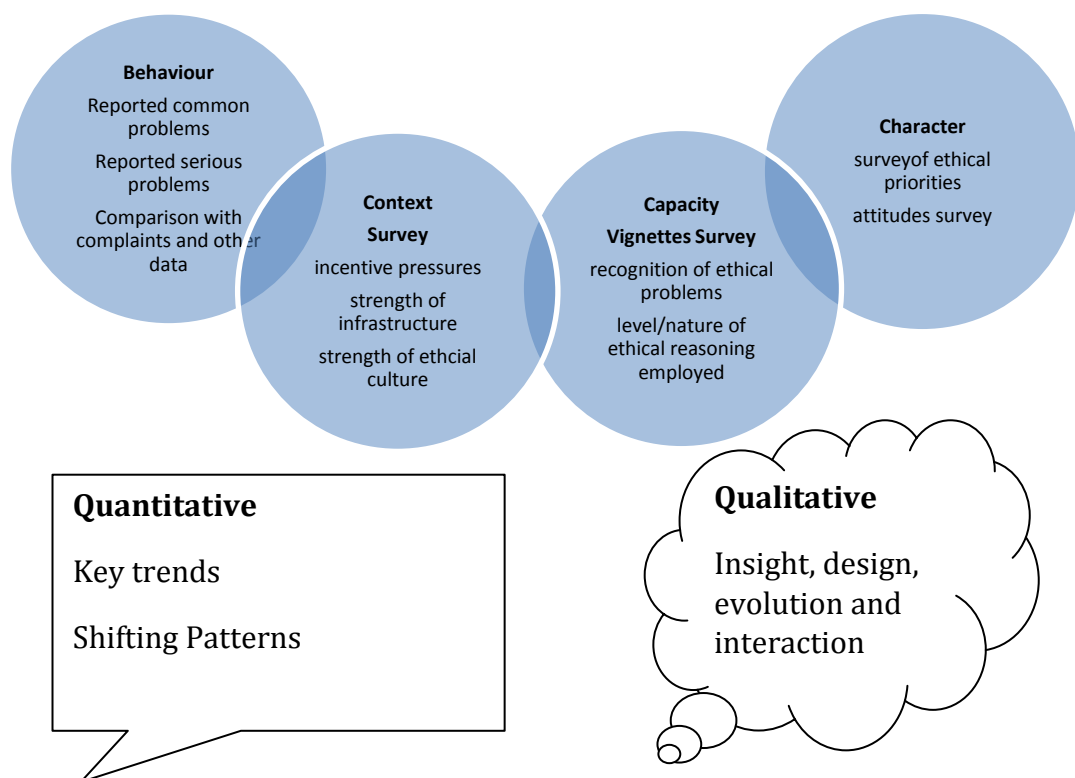 Behaviour
Reported common
problems
Reported serious
problems
Comparison with
complaints and other
data
Context
Survey
incentive pressures
strength of
infrastructure
strength of ethcial
culture
Capacity
Vignettes Survey
recognition of ethical
problems
level/nature of
ethical reasoning
employed
Character
surveyof ethical
priorities
attitudes survey
Quantitative
Key trends
Shifting Patterns
Qualitative
Insight, design,
evolution and
interaction